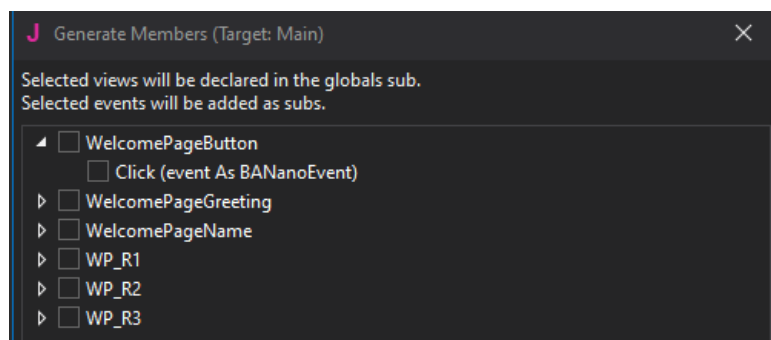 J Generate Members (Target: Main)
Selected views will be declared in the globals sub.
Selected events will be added as subs.
WelcomePageButton
Click (event As BANanoEvent)
WelcomePageGreeting
WelcomePageName
WP_R1
WP_R2
WP_R3